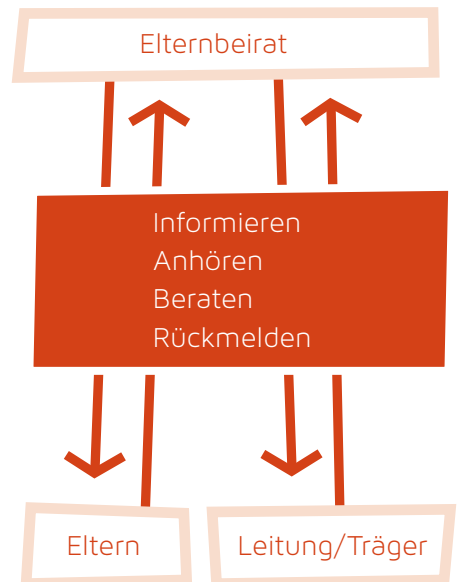 Elternbeirat
Informieren
Anhören
Beraten
Rückmelden
Eltern
Leitung/Träger